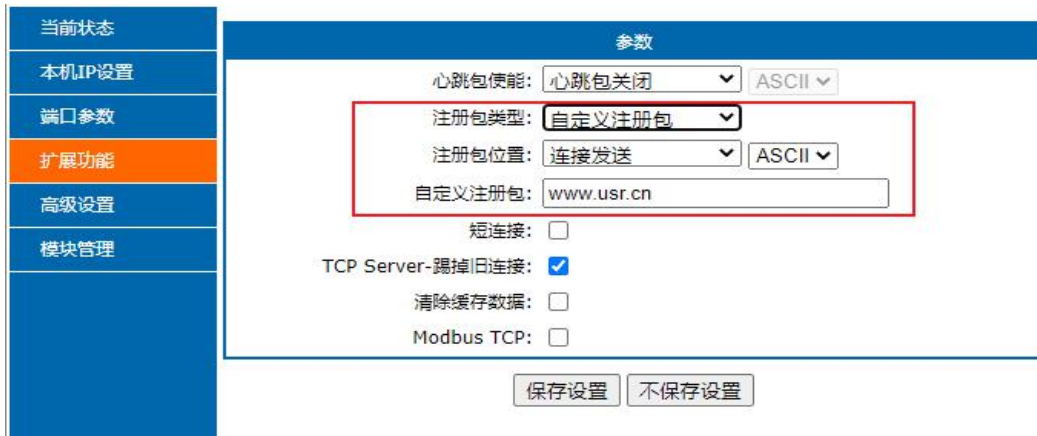 当前状态
本机IP设置
端口参数
扩展功能
高级设置
模块管理
参数
心跳包使能: 心跳包关闭 ASCII
注册包类型: 自定义注册包
注册包位置: 连接发送 ASCII
自定义注册包: www.usr.cn
短连接:
TCP Server-踢掉旧连接:
清除缓存数据:
Modbus TCP:
保存设置 不保存设置